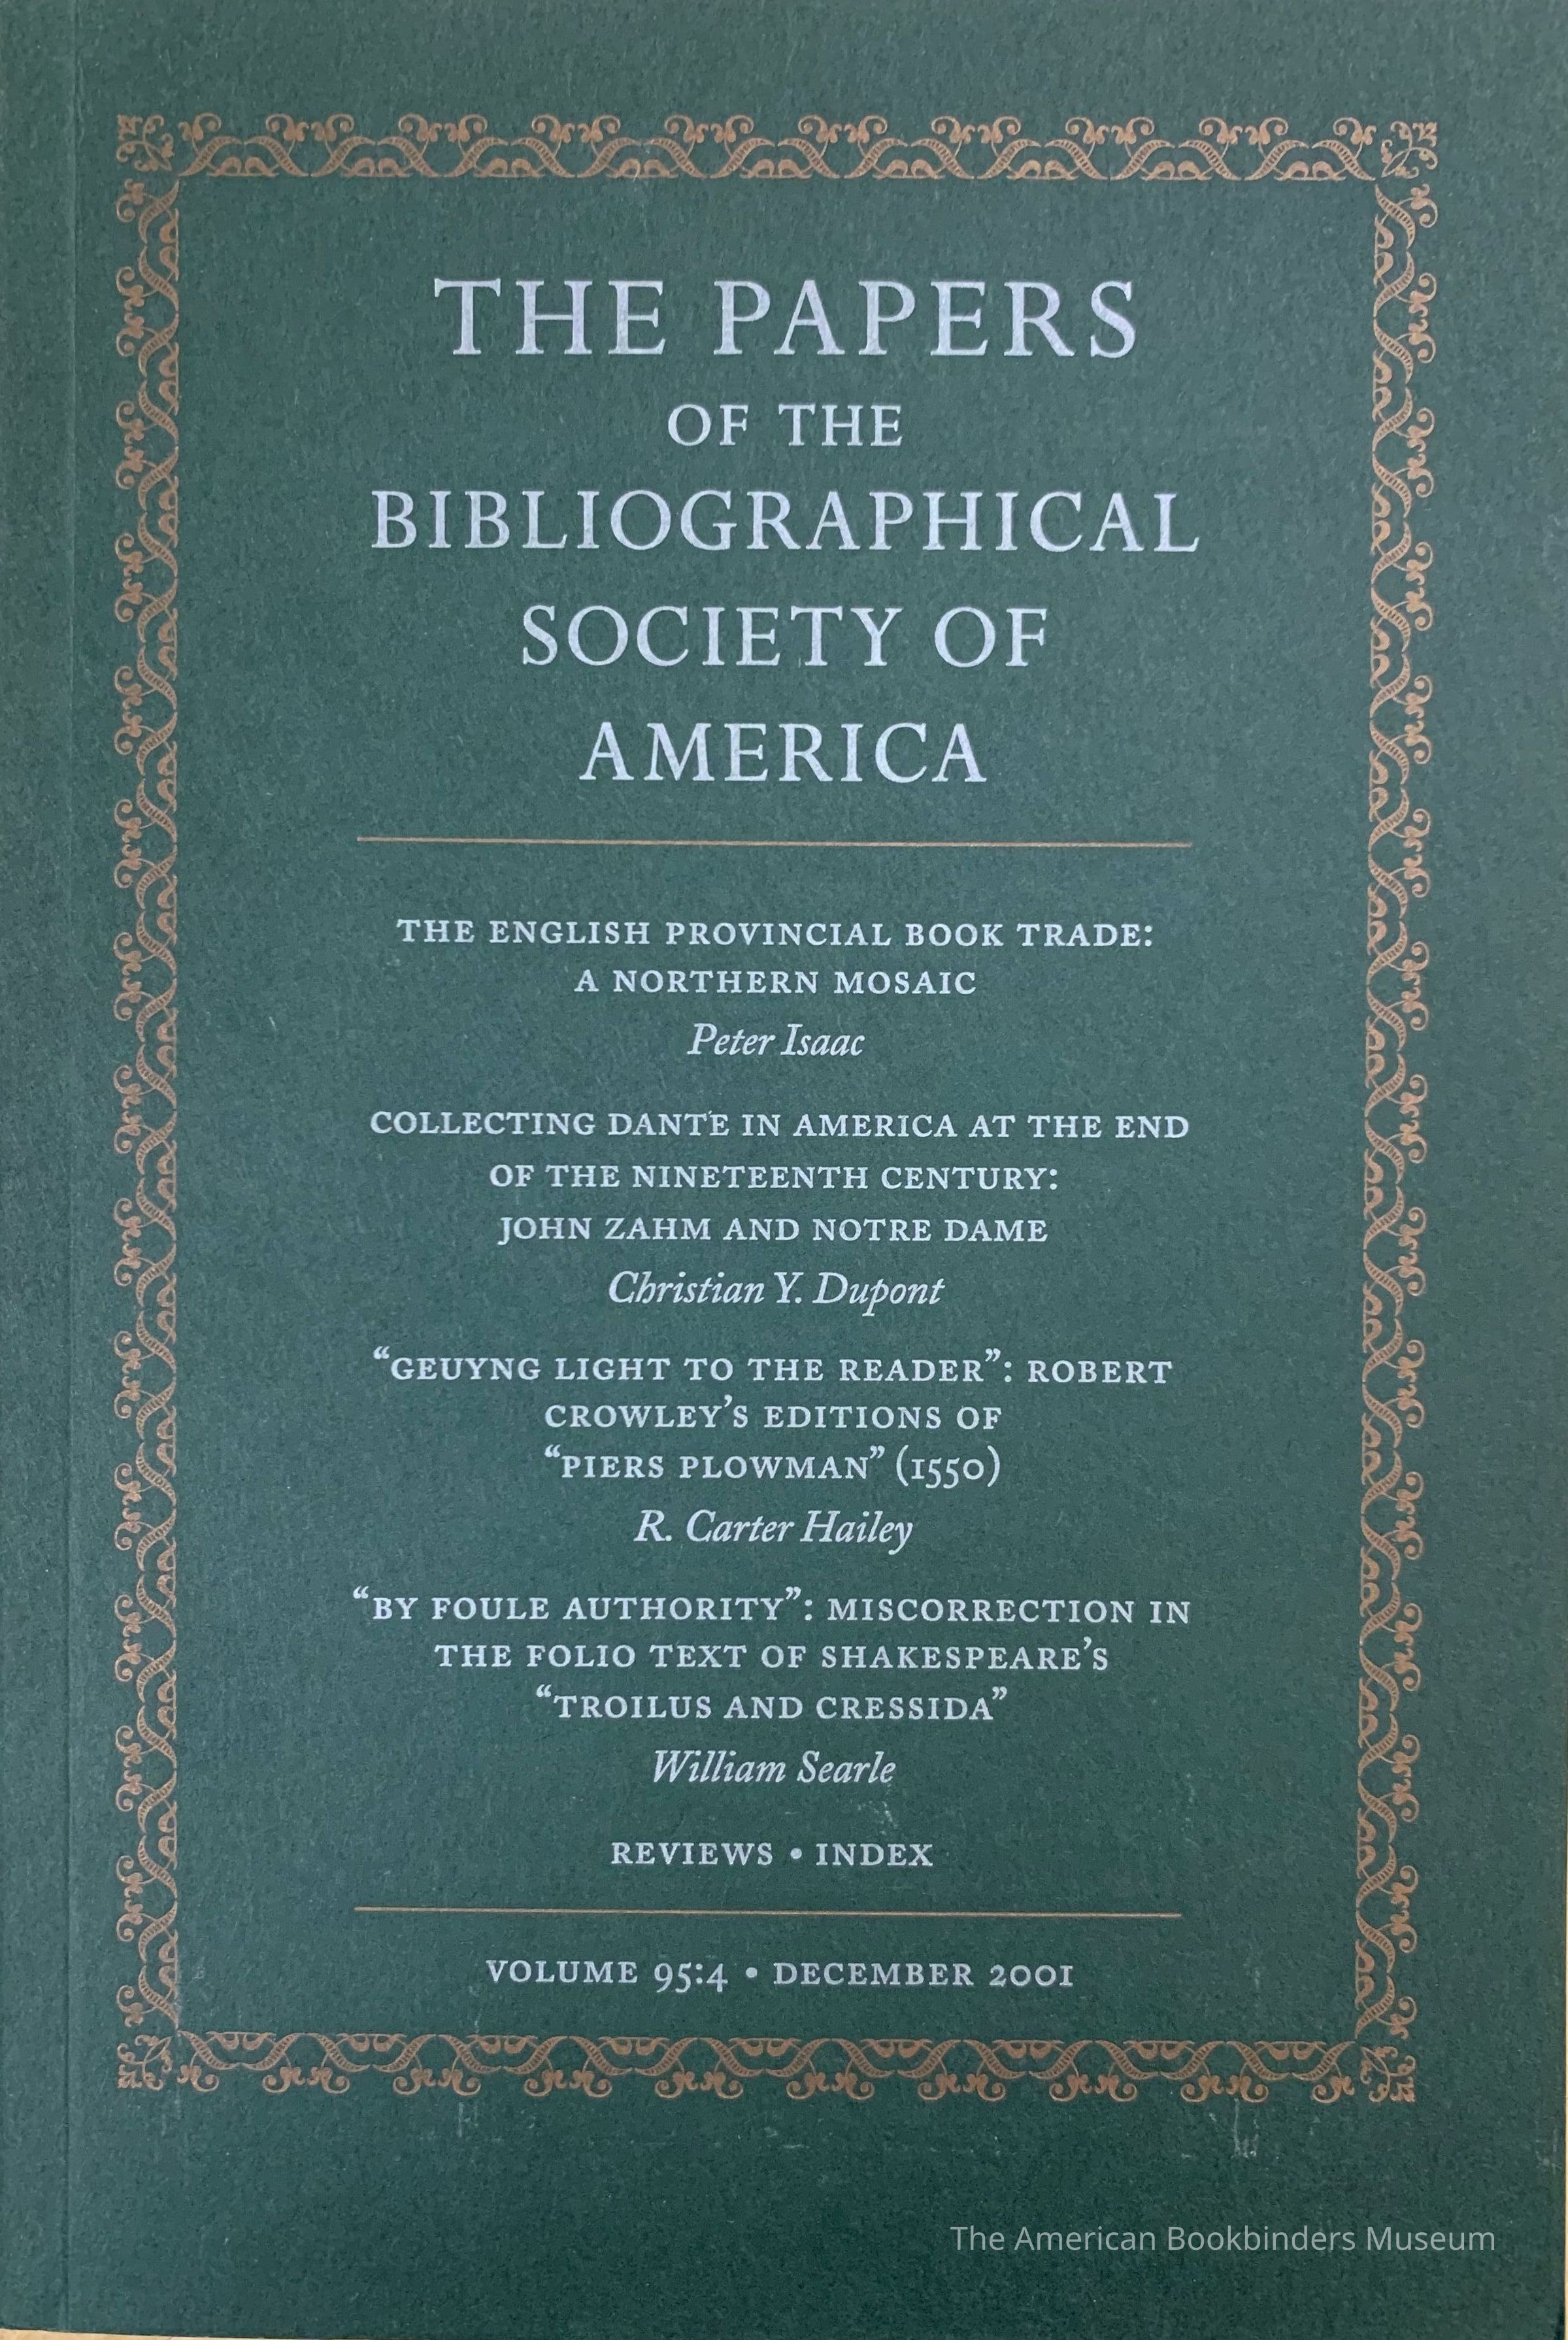 THE PAPERS
OF THE
BIBLIOGRAPHICAL
SOCIETY OF
AMERICA
THE ENGLISH PROVINCIAL BOOK TRADE:
A NORTHERN MOSAIC
Peter Isaac
COLLECTING DANTE IN AMERICA AT THE END
OF THE NINETEENTH CENTURY:
JOHN ZAHM AND NOTRE DAME
Christian Y. Dupont
“GEUYNG LIGHT TO THE READER”: ROBERT
CROWLEY’S EDITIONS OF
“PIERS PLOWMAN” (1550)
R. Carter Hailey
“BY FOULE AUTHORITY”: MISCORRECTION IN
THE FOLIO TEXT OF SHAKESPEARE’S
“TROILUS AND CRESSIDA”
William Searle
REVIEWS • INDEX
VOLUME 95:4 • DECEMBER 2001
The American Bookbinders Museum